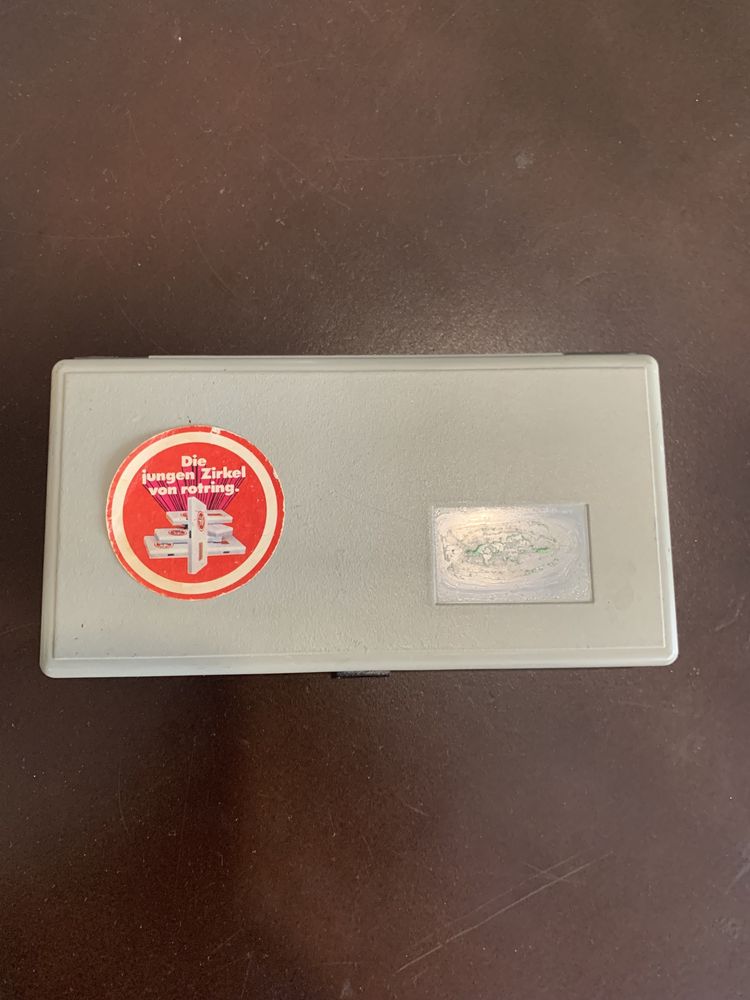 Die
jungen Zirkel
von rotring.